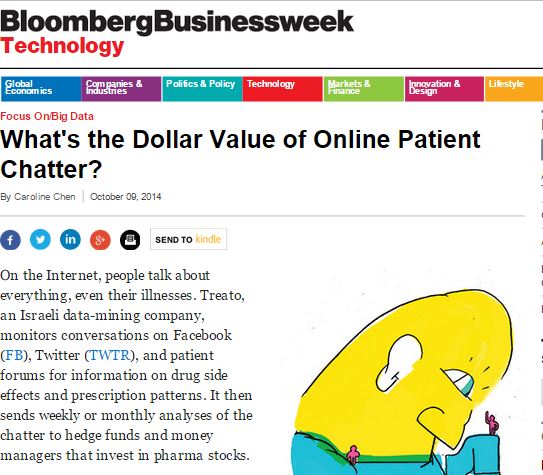 BloombergBusinessweek
Technology
Global Economics
Companies & Industries
Politics & Policy
Technology
Markets & Finance
Innovation & Design
Lifestyle
Focus On/Big Data
What's the Dollar Value of Online Patient
Chatter?
By Caroline Chen | October 09, 2014
SEND TO kindle
On the Internet, people talk about
everything, even their illnesses. Treato,
an Israeli data-mining company,
monitors conversations on Facebook
(FB), Twitter (TWTR), and patient
forums for information on drug side
effects and prescription patterns. It then
sends weekly or monthly analyses of the
chatter to hedge funds and money
managers that invest in pharma stocks.